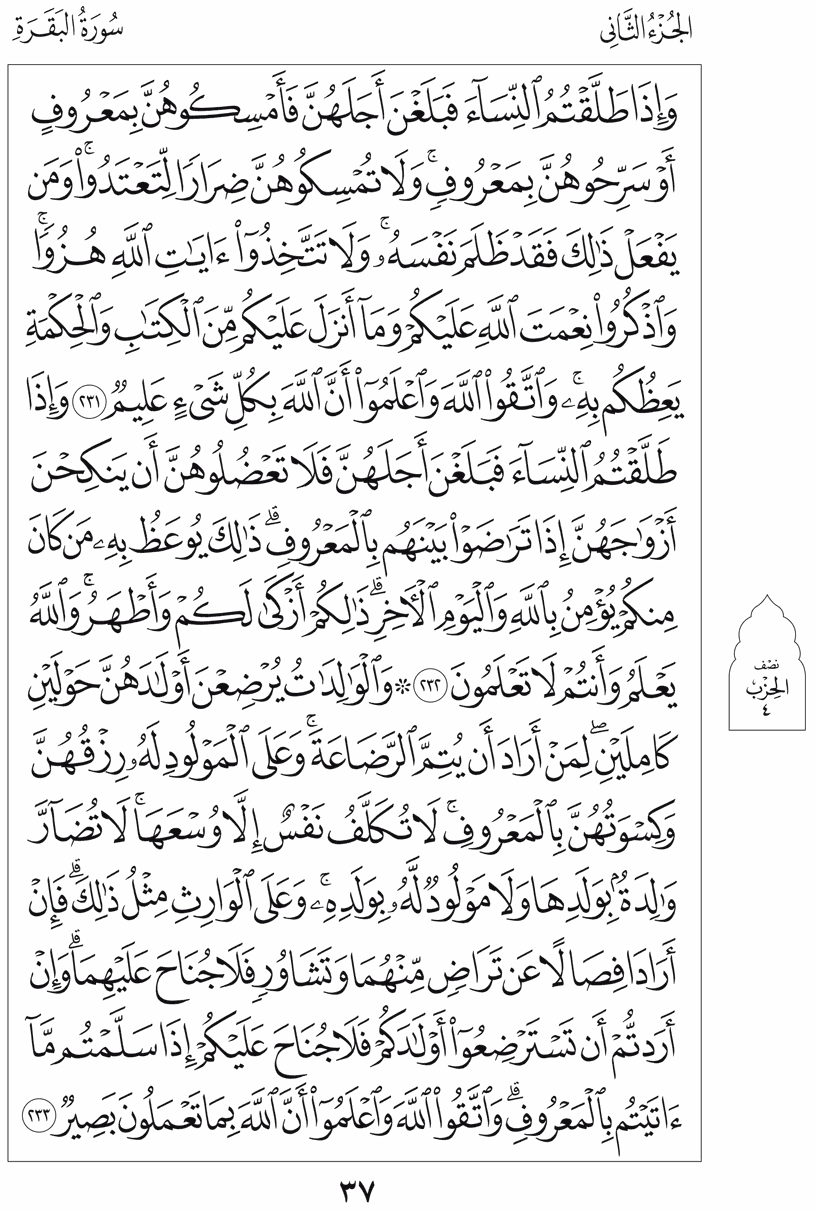 الجُزْءُ الثَّانِي
سُورَةُ البَقَرَةِ
وَإِذَا طَلَّقْتُمُ ٱلنِّسَآءَ فَبَلَغْنَ أَجَلَهُنَّ فَأَمْسِكُوهُنَّ بِمَعْرُوفٍ
أَوْ سَرِّحُوهُنَّ بِمَعْرُوفٖۚ وَلَا تُمْسِكُوهُنَّ ضِرَارٗا لِّتَعْتَدُواْۚ وَمَن
يَفْعَلْ ذَٰلِكَ فَقَدْ ظَلَمَ نَفْسَهُۥۚ وَلَا تَتَّخِذُوٓاْ ءَايَٰتِ ٱللَّهِ هُزُوٗاۚ
وَٱذْكُرُواْ نِعْمَتَ ٱللَّهِ عَلَيْكُمْ وَمَآ أَنزَلَ عَلَيْكُم مِّنَ ٱلْكِتَٰبِ وَٱلْحِكْمَةِ
يَعِظُكُم بِهِۦۚ وَٱتَّقُواْ ٱللَّهَ وَٱعْلَمُوٓاْ أَنَّ ٱللَّهَ بِكُلِّ شَىْءٍ عَلِيمٞ ٢٣١ وَإِذَا
طَلَّقْتُمُ ٱلنِّسَآءَ فَبَلَغْنَ أَجَلَهُنَّ فَلَا تَعْضُلُوهُنَّ أَن يَنكِحْنَ
أَزْوَٰجَهُنَّ إِذَا تَرَٰضَوْاْ بَيْنَهُم بِٱلْمَعْرُوفِۗ ذَٰلِكَ يُوعَظُ بِهِۦ مَن كَانَ
مِنكُمْ يُؤْمِنُ بِٱللَّهِ وَٱلْيَوْمِ ٱلْأٓخِرِۗ ذَٰلِكُمْ أَزْكَىٰ لَكُمْ وَأَطْهَرُۚ وَٱللَّهُ
يَعْلَمُ وَأَنتُمْ لَا تَعْلَمُونَ ٢٣٢ ۞ وَٱلْوَٰلِدَٰتُ يُرْضِعْنَ أَوْلَٰدَهُنَّ حَوْلَيْنِ
كَامِلَيْنِۖ لِمَنْ أَرَادَ أَن يُتِمَّ ٱلرَّضَاعَةَۚ وَعَلَى ٱلْمَوْلُودِ لَهُۥ رِزْقُهُنَّ
وَكِسْوَتُهُنَّ بِٱلْمَعْرُوفِۚ لَا تُكَلَّفُ نَفْسٌ إِلَّا وُسْعَهَاۚ لَا تُضَآرَّ
وَٰلِدَةُۢ بِوَلَدِهَا وَلَا مَوْلُودٞ لَّهُۥ بِوَلَدِهِۦۚ وَعَلَى ٱلْوَارِثِ مِثْلُ ذَٰلِكَۗ فَإِنْ
أَرَادَا فِصَالًا عَن تَرَاضٖ مِّنْهُمَا وَتَشَاوُرٖ فَلَا جُنَاحَ عَلَيْهِمَاۗ وَإِنْ
أَرَدتُّمْ أَن تَسْتَرْضِعُوٓاْ أَوْلَٰدَكُمْ فَلَا جُنَاحَ عَلَيْكُمْ إِذَا سَلَّمْتُم مَّآ
ءَاتَيْتُم بِٱلْمَعْرُوفِۗ وَٱتَّقُواْ ٱللَّهَ وَٱعْلَمُوٓاْ أَنَّ ٱللَّهَ بِمَا تَعْمَلُونَ بَصِيرٞ ٢٣٣
نِصْف
الحِزْبُ
٤
٣٧